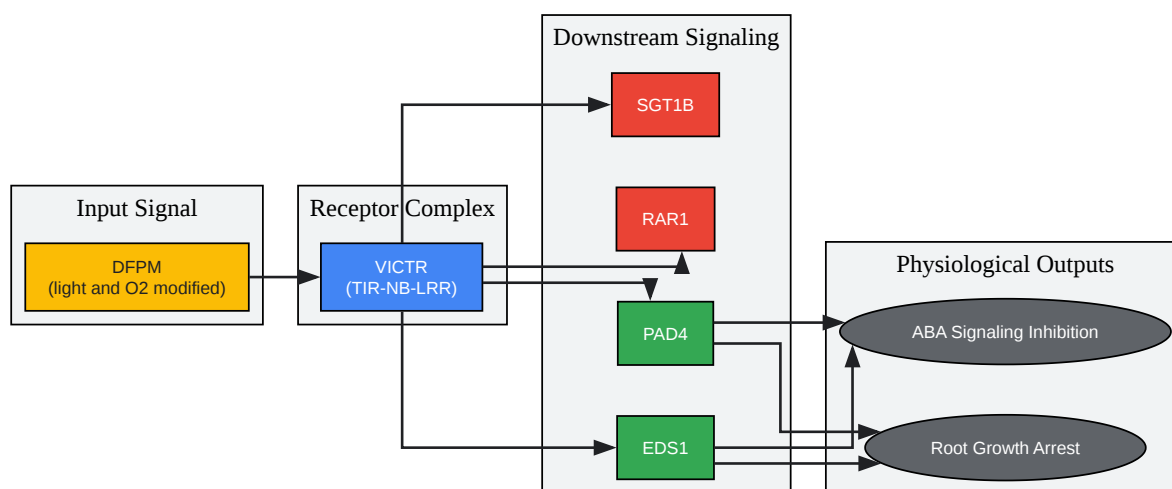 Downstream Signaling
SGT1B
Input Signal
Receptor Complex
RAR1
DFPM
(light and O2 modified)
VICTR
(TIR-NB-LRR)
Physiological Outputs
PAD4
ABA Signaling Inhibition
EDS1
Root Growth Arrest